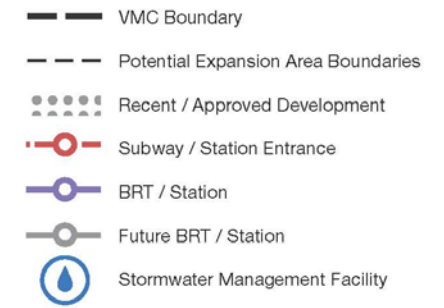 VMC Boundary
Potential Expansion Area Boundaries
Recent / Approved Development
Subway / Station Entrance
BRT / Station
Future BRT / Station
Stormwater Management Facility